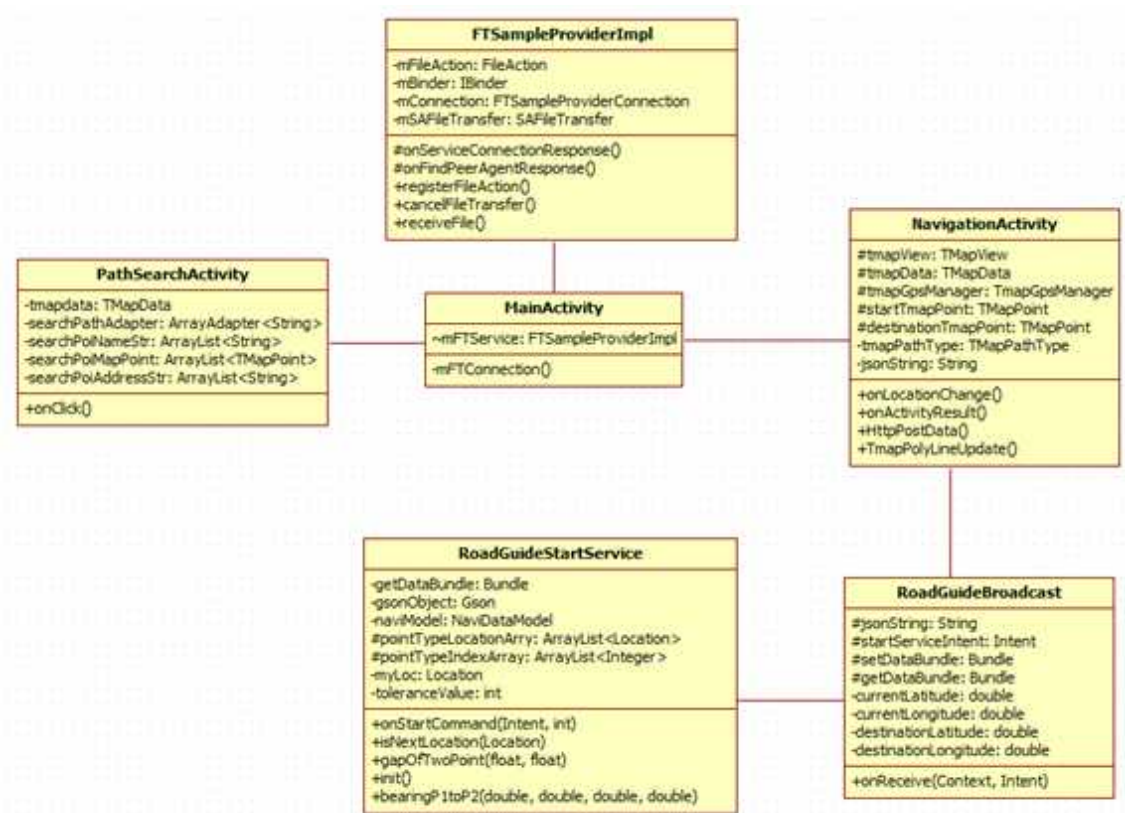 FTSampleProviderImpl
-mFileAction: FileAction
-mBinder: IBinder
-mConnection: FTSampleProviderConnection
-mSAFileTransfer: SAFileTransfer
#onServiceConnectionResponse()
#onFindPeerAgentResponse()
+registerFileAction()
+cancelFileTransfer()
+receiveFile()
PathSearchActivity
-tmapdata: TMapData
-searchPathAdapter: ArrayAdapter<String>
-searchPoiNameStr: ArrayList<String>
-searchPoiMapPoint: ArrayList<TMapPoint>
-searchPoiAddressStr: ArrayList<String>
+onClick()
MainActivity
~mFTService: FTSampleProviderImpl
-mFTConnection()
NavigationActivity
#tmapView: TMapView
#tmapData: TMapData
#tmapGpsManager: TmapGpsManager
#startTmapPoint: TMapPoint
#destinationTmapPoint: TMapPoint
-tmapPathType: TMapPathType
-jsonString: String
+onLocationChange()
+onActivityResult()
+HttpPostData()
+TmapPolyLineUpdate()
RoadGuideStartService
-getDataBundle: Bundle
-gsonObject: Gson
-naviModel: NaviDataModel
#pointTypeLocationArry: ArrayList<Location>
#pointTypeIndexArray: ArrayList<Integer>
-myLoc: Location
-toleranceValue: int
+onStartCommand(Intent, int)
+isNextLocation(Location)
+gapOfTwoPoint(float, float)
+init()
+bearingP1toP2(double, double, double, double)
RoadGuideBroadcast
#jsonString: String
#startServiceIntent: Intent
#setDataBundle: Bundle
#getDataBundle: Bundle
-currentLatitude: double
-currentLongitude: double
-destinationLatitude: double
-destinationLongitude: double
+onReceive(Context, Intent)